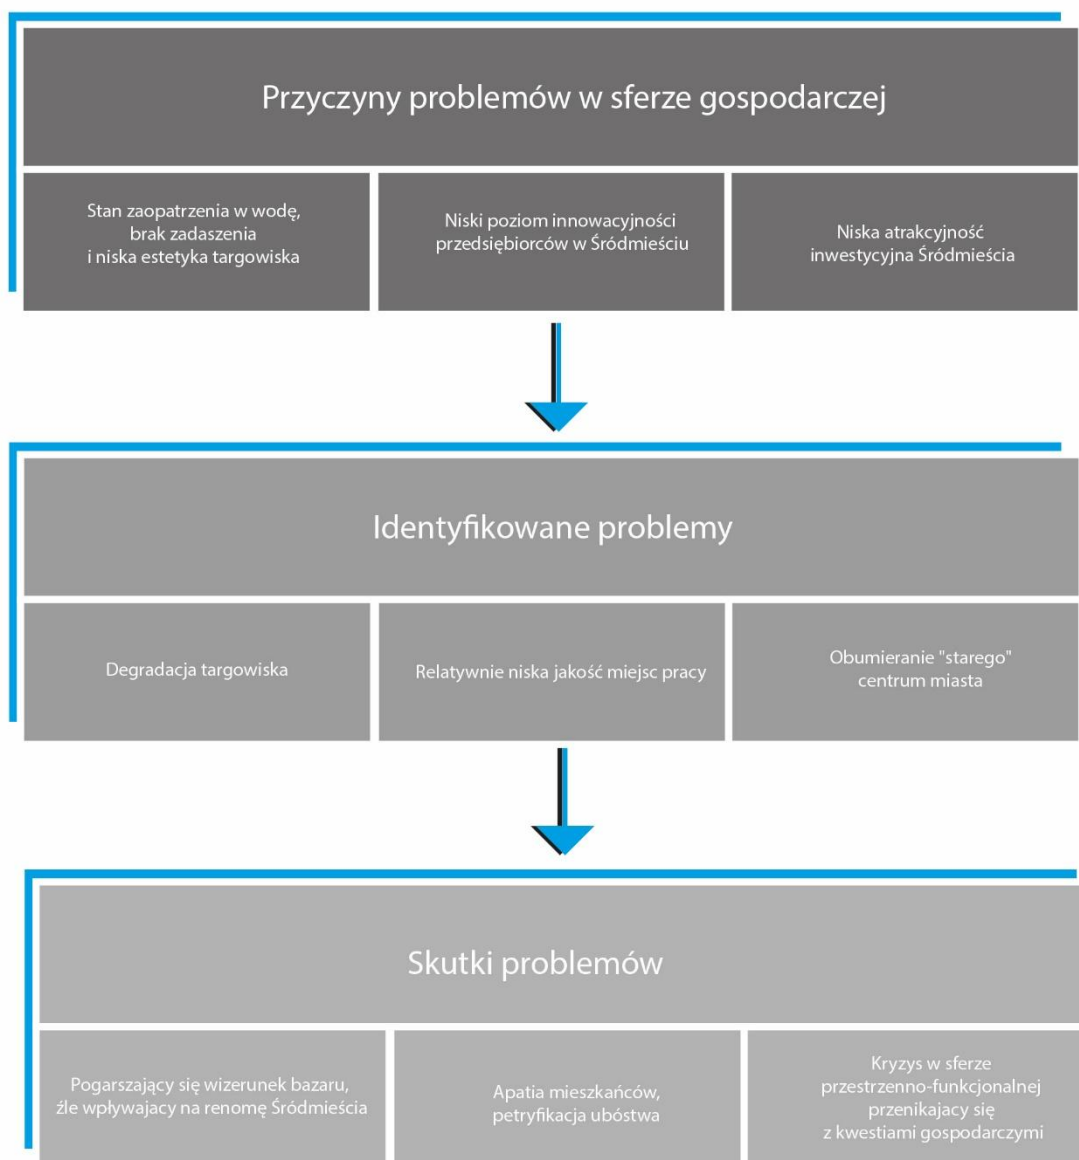 Przyczyny problemów w sferze gospodarczej
Stan zaopatrzenia w wodę,
brak zadaszenia
i niska estetyka targowiska
Niski poziom innowacyjności
przedsiębiorców w Śródmieściu
Niska atrakcyjność
inwestycyjna Śródmieścia
Identyfikowane problemy
Degradacja targowiska
Relatywnie niska jakość miejsc pracy
Obumieranie "starego"
centrum miasta
Skutki problemów
Pogarszający się wizerunek bazaru,
źle wpływajacy na renomę Śródmieścia
Apatia mieszkańców,
petryfikacja ubóstwa
Kryzys w sferze
przestrzenno-funkcjonalnej
przenikajacy się
z kwestiami gospodarczymi